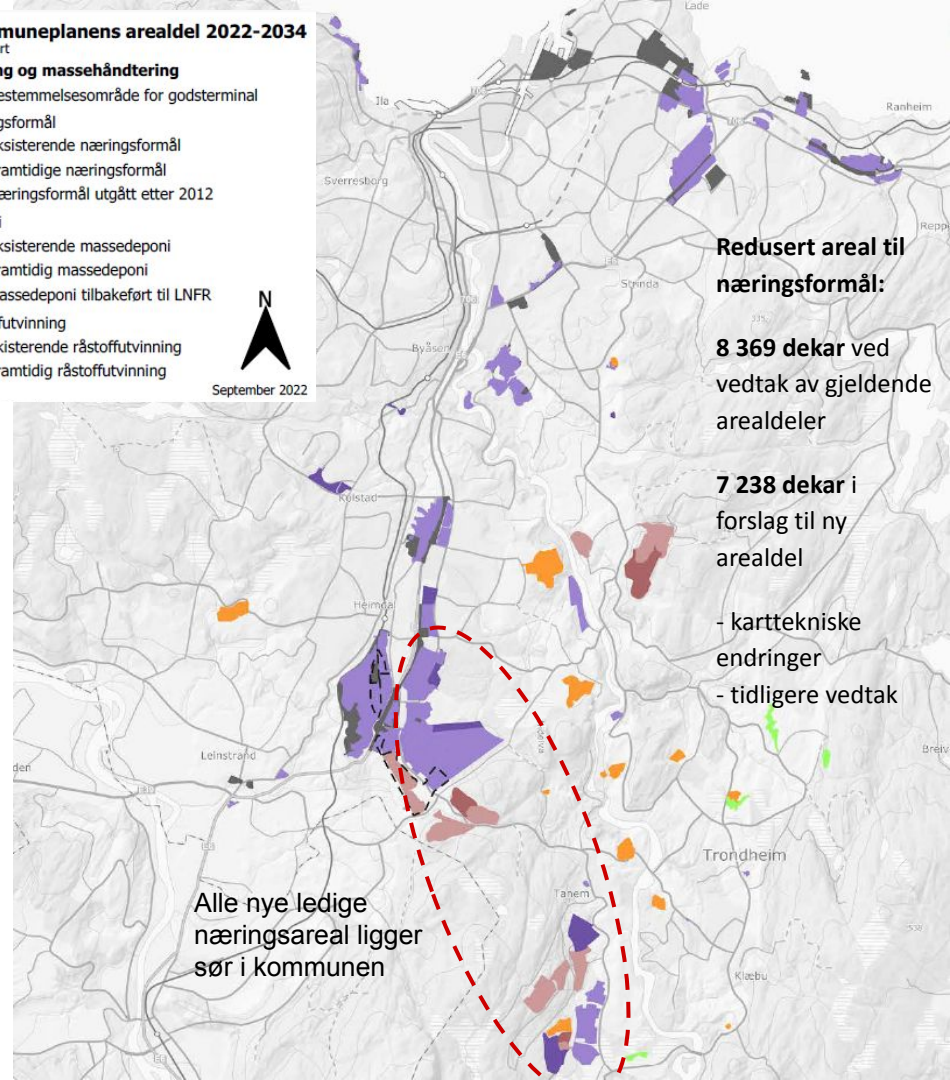 muneplanens arealdel 2022-2034
rt
ng og massehåndtering
estemmelsesområde for godsterminal
gsformål
ksisterende næringsformål
ramtidige næringsformål
æringsformål utgått etter 2012
i
ksisterende massedeponi
ramtidig massedeponi
assedeponi tilbakeført til LNFR
futvinning
kisterende råstoffutvinning
ramtidig råstoffutvinning
N
September 2022
Lade
Ila
Ranheim
Sverresborg
Strinda
Byåsen
Kolstad
Heimdal
Leinstrand
Trondheim
Tanem
Klæbu
Redusert areal til
næringsformål:
8 369 dekar ved
vedtak av gjeldende
arealdeler
7 238 dekar i
forslag til ny
arealdel
- karttekniske
endringer
- tidligere vedtak
Alle nye ledige
næringsareal ligger
sør i kommunen